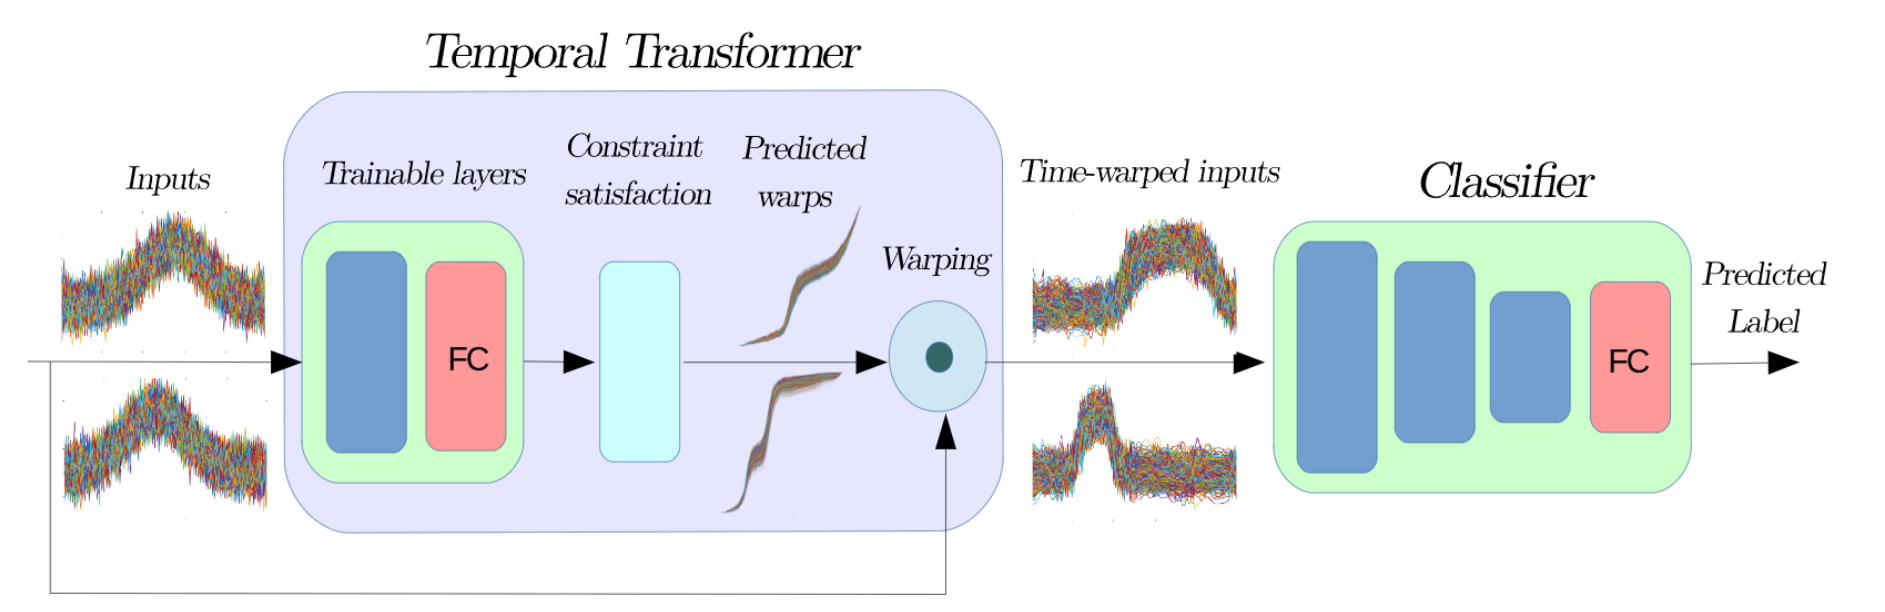 Temporal Transformer
Inputs
Trainable layers
Constraint
satisfaction
Predicted
warps
Warping
Time-warped inputs
Classifier
Predicted
Label
FC
FC